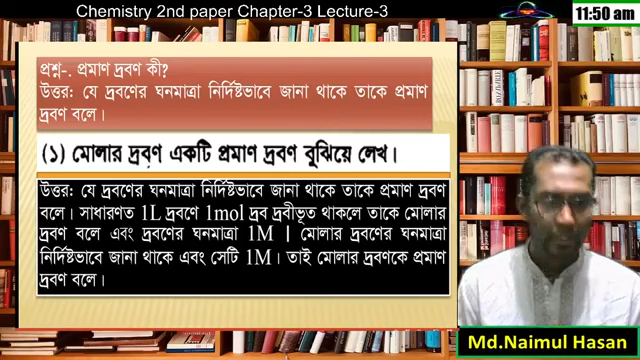 Chemistry 2nd paper Chapter-3 Lecture-3
11:50 am
প্রশ্ন-. প্রমাণ দ্রবণ কী?
উত্তর: যে দ্রবণের ঘনমাত্রা নির্দিষ্টভাবে জানা থাকে তাকে প্রমাণ
দ্রবণ বলে।
(১) মোলার দ্রবণ একটি প্রমাণ দ্রবণ বুঝিয়ে লেখ।
উত্তর: যে দ্রবণের ঘনমাত্রা নির্দিষ্টভাবে জানা থাকে তাকে প্রমাণ দ্রবণ
বলে। সাধারণত 1L দ্রবণে 1mol দ্রব দ্রবীভূত থাকলে তাকে মোলার
দ্রবণ বলে এবং দ্রবণের ঘনমাত্রা 1M | মোলার দ্রবণের ঘনমাত্রা
নির্দিষ্টভাবে জানা থাকে এবং সেটি 1M। তাই মোলার দ্রবণকে প্রমাণ
দ্রবণ বলে।
Md.Naimul Hasan